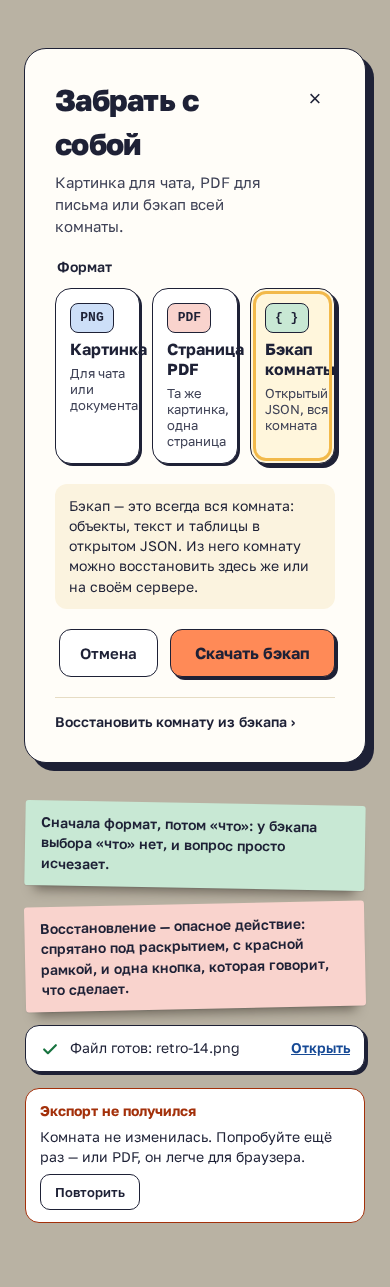 Забрать с
собой
×
Картинка для чата, PDF для
письма или бэкап всей
комнаты.
Формат
PNG
Картинка
Для чата
или
документа
PDF
Страница
PDF
Та же
картинка,
одна
страница
{ }
Бэкап
комнаты
Открытый
JSON, вся
комната
Бэкап — это всегда вся комната:
объекты, текст и таблицы в
открытом JSON. Из него комнату
можно восстановить здесь же или
на своём сервере.
Отмена
Скачать бэкап
Восстановить комнату из бэкапа ›
Сначала формат, потом «что»: у бэкапа
выбора «что» нет, и вопрос просто
исчезает.
Восстановление — опасное действие:
спрятано под раскрытием, с красной
рамкой, и одна кнопка, которая говорит,
что сделает.
Файл готов: retro-14.png
Открыть
Экспорт не получился
Комната не изменилась. Попробуйте ещё
раз — или PDF, он легче для браузера.
Повторить